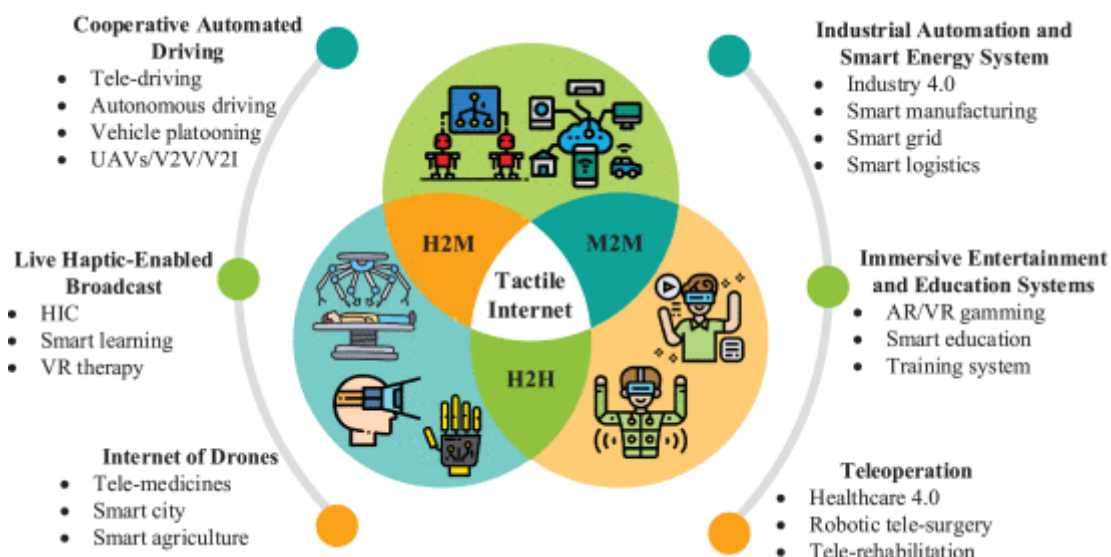 Cooperative Automated
Driving
• Tele-driving
• Autonomous driving
• Vehicle platooning
• UAVs/V2V/V2I
Live Haptic-Enabled
Broadcast
• HIC
• Smart learning
• VR therapy
Internet of Drones
• Tele-medicines
• Smart city
• Smart agriculture
H2M
M2M
Tactile
Internet
H2H
Industrial Automation and
Smart Energy System
• Industry 4.0
• Smart manufacturing
• Smart grid
• Smart logistics
Immersive Entertainment
and Education Systems
• AR/VR gamming
• Smart education
• Training system
Teleoperation
• Healthcare 4.0
• Robotic tele-surgery
• Tele-rehabilitation